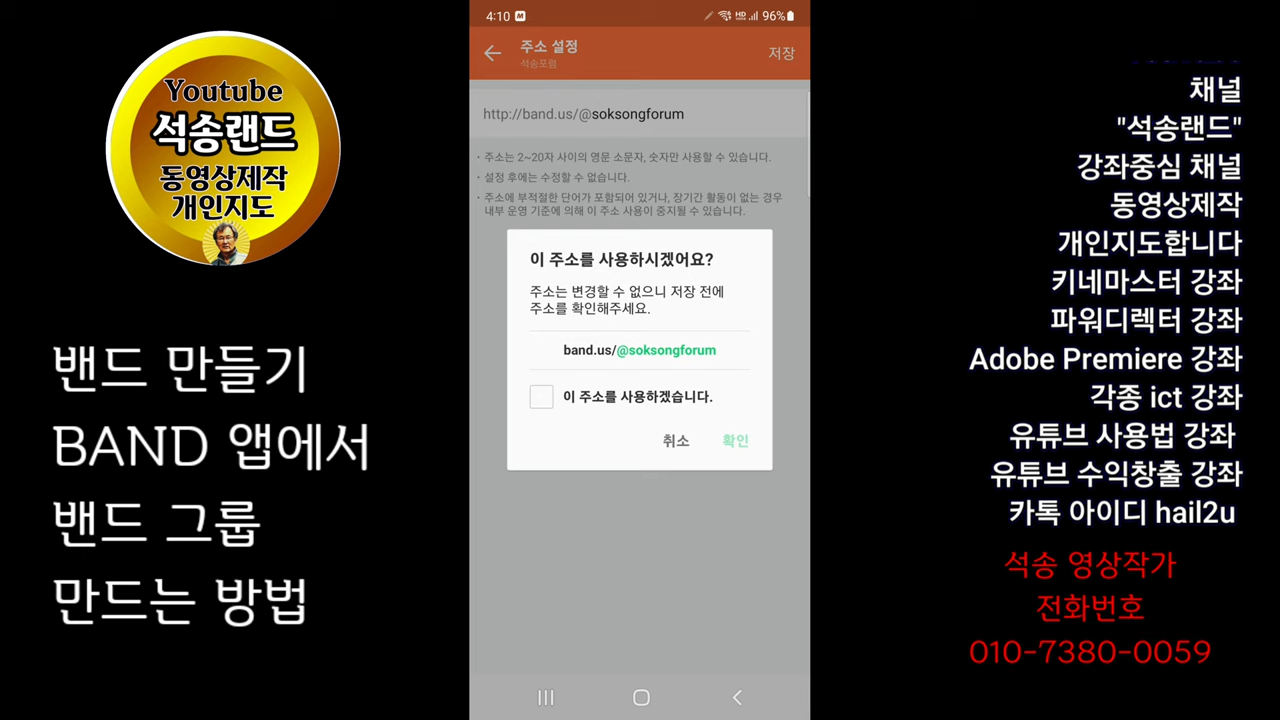 Youtube
석송랜드
동영상제작
개인지도
밴드 만들기
BAND 앱에서
밴드 그룹
만드는 방법
4:10 M 96%
주소 설정
석송포럼
저장
http://band.us/@soksongforum
• 주소는 2~20자 사이의 영문 소문자, 숫자만 사용할 수 있습니다.
• 설정 후에는 수정할 수 없습니다.
• 주소에 부적절한 단어가 포함되어 있거나, 장기간 활동이 없는 경우
내부 운영 기준에 의해 이 주소 사용이 중지될 수 있습니다.
이 주소를 사용하시겠어요?
주소는 변경할 수 없으니 저장 전에
주소를 확인해주세요.
band.us/@soksongforum
이 주소를 사용하겠습니다.
취소 확인
채널
"석송랜드"
강좌중심 채널
동영상제작
개인지도합니다
키네마스터 강좌
파워디렉터 강좌
Adobe Premiere 강좌
각종 ict 강좌
유튜브 사용법 강좌
유튜브 수익창출 강좌
카톡 아이디 hail2u
석송 영상작가
전화번호
010-7380-0059